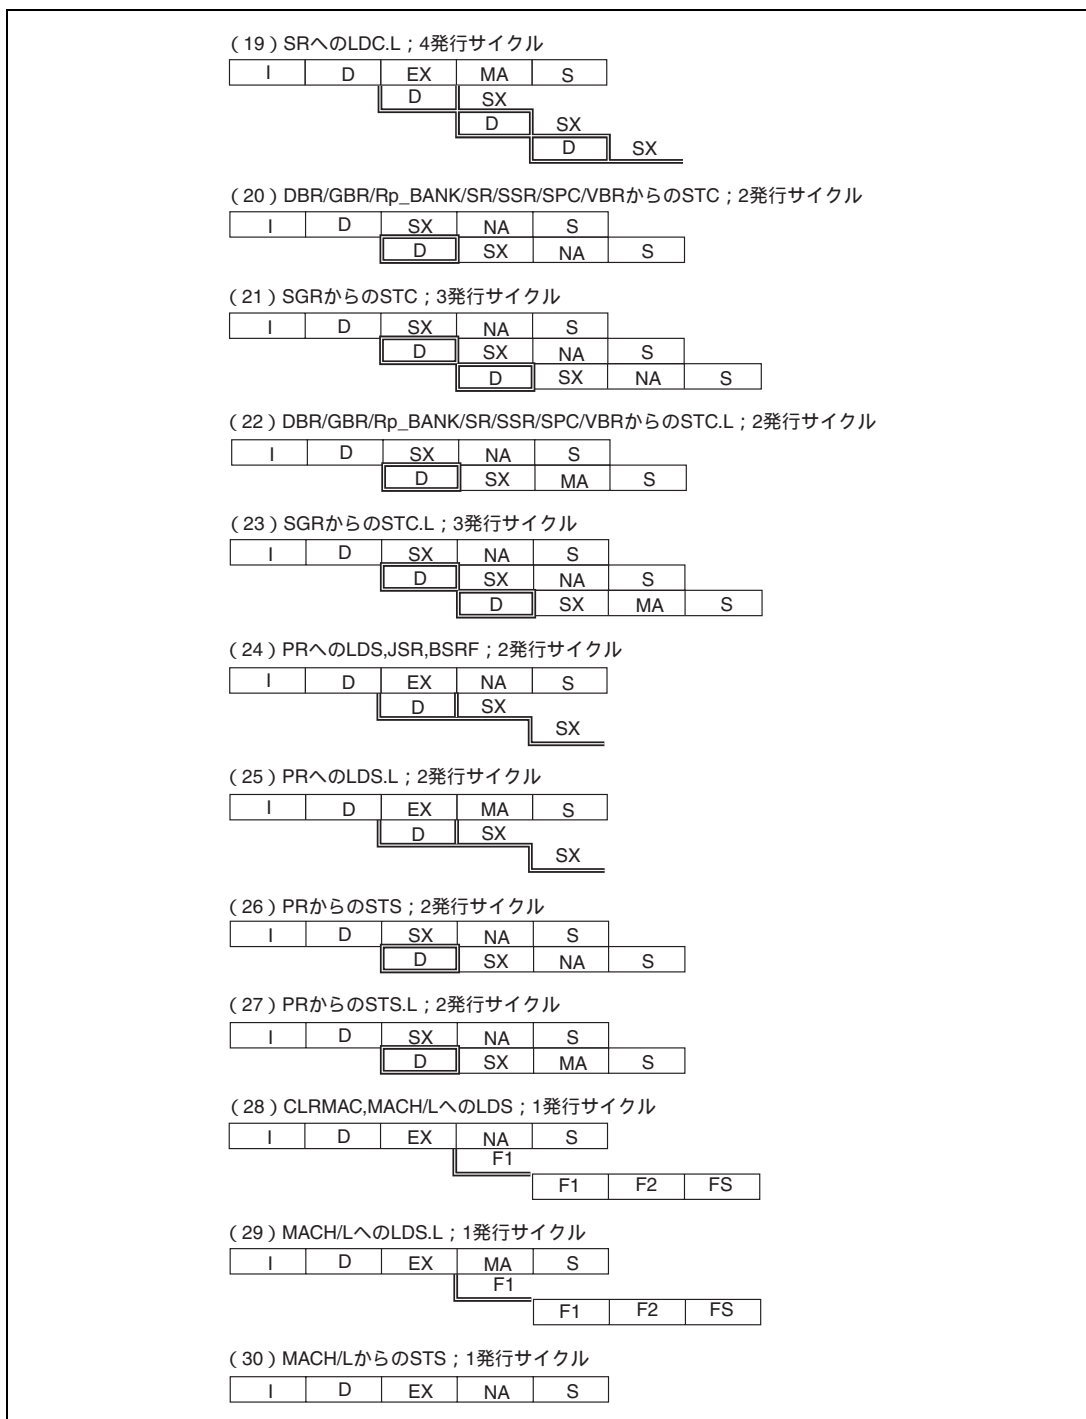 （19）SRへのLDC.L；4発行サイクル
I D EX MA S
D SX
D SX
D SX
（20）DBR/GBR/Rp_BANK/SR/SSR/SPC/VBRからのSTC；2発行サイクル
I D SX NA S
D SX NA S
（21）SGRからのSTC；3発行サイクル
I D SX NA S
D SX NA S
D SX NA S
（22）DBR/GBR/Rp_BANK/SR/SSR/SPC/VBRからのSTC.L；2発行サイクル
I D SX NA S
D SX MA S
（23）SGRからのSTC.L；3発行サイクル
I D SX NA S
D SX NA S
D SX MA S
（24）PRへのLDS,JSR,BSRF；2発行サイクル
I D EX NA S
D SX
SX
（25）PRへのLDS.L；2発行サイクル
I D EX MA S
D SX
SX
（26）PRからのSTS；2発行サイクル
I D SX NA S
D SX NA S
（27）PRからのSTS.L；2発行サイクル
I D SX NA S
D SX MA S
（28）CLRMAC,MACH/LへのLDS；1発行サイクル
I D EX NA S
F1
F1 F2 FS
（29）MACH/LへのLDS.L；1発行サイクル
I D EX MA S
F1
F1 F2 FS
（30）MACH/LからのSTS；1発行サイクル
I D EX NA S